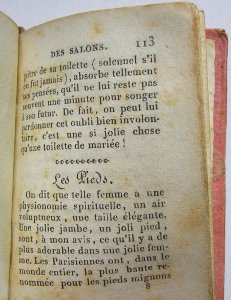 DES SALONS. 113
pitre de sa toilette (solennel s'il
en fut jamais), absorbe tellement
ses pensées, qu'il ne lui reste pas
souvent une minute pour songer
à son futur. De fait, on peut lui
pardonner cet oubli bien involon-
taire, c'est une si jolie chose
qu'une toilette de mariée!
Les Pieds.
On dit que telle femme a une
physionomie spirituelle, un air
voluptueux, une taille élégante.
Une jolie jambe, un joli pied,
sont, à mon avis, ce qu'il y a de
plus adorable dans une jolie fem-
me. Les Parisiennes ont, dans le
monde entier, la plus haute re-
nommée pour les pieds mignons
8